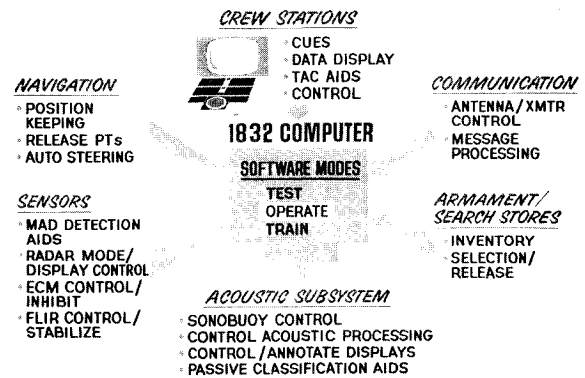 CREW STATIONS
CUES
DATA DISPLAY
TAC AIDS
CONTROL
NAVIGATION
POSITION
KEEPING
RELEASE PTs
AUTO STEERING
COMMUNICATION
ANTENNA/XMTR
CONTROL
MESSAGE
PROCESSING
1832 COMPUTER
SOFTWARE MODES
TEST
OPERATE
TRAIN
SENSORS
MAD DETECTION
AIDS
RADAR MODE/
DISPLAY CONTROL
ECM CONTROL/
INHIBIT
FLIR CONTROL/
STABILIZE
ARMAMENT/
SEARCH STORES
INVENTORY
SELECTION/
RELEASE
ACOUSTIC SUBSYSTEM
SONOBUOY CONTROL
CONTROL ACOUSTIC PROCESSING
CONTROL/ANNOTATE DISPLAYS
PASSIVE CLASSIFICATION AIDS